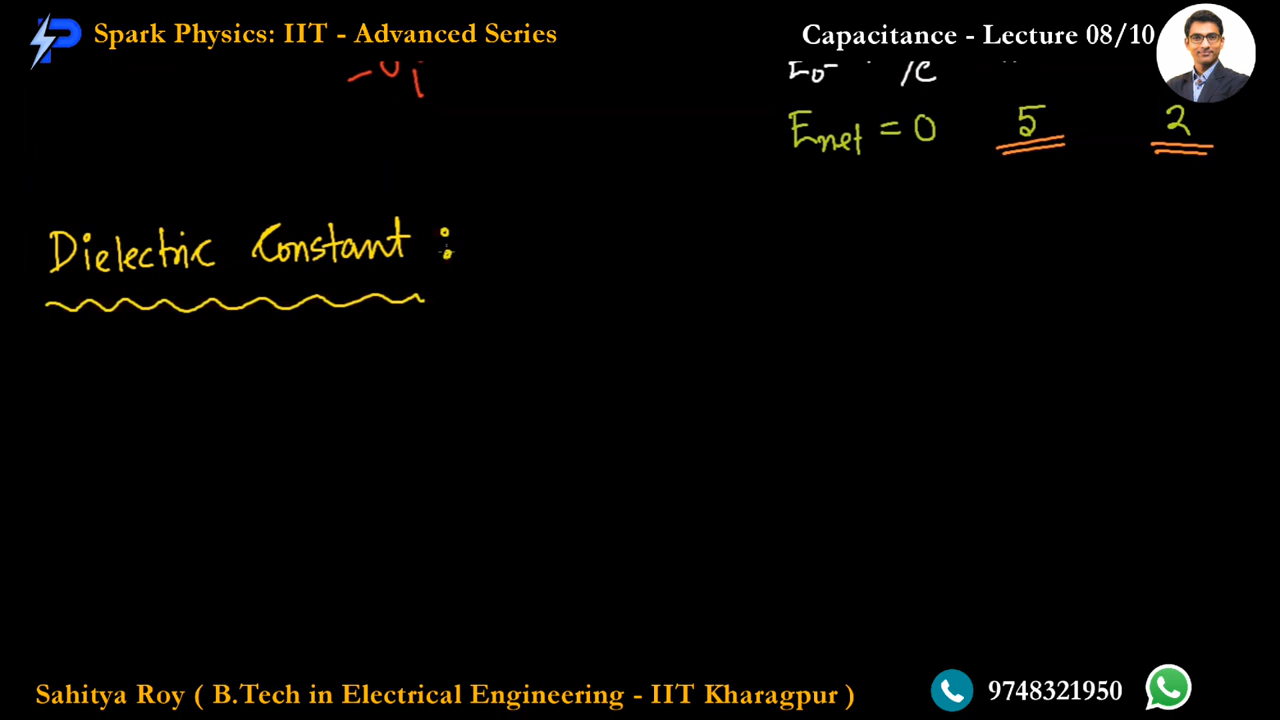 Spark Physics: IIT - Advanced Series
Capacitance - Lecture 08/10
/C
Enet = 0 5 2
Dielectric Constant :
Sahitya Roy ( B.Tech in Electrical Engineering - IIT Kharagpur )
9748321950